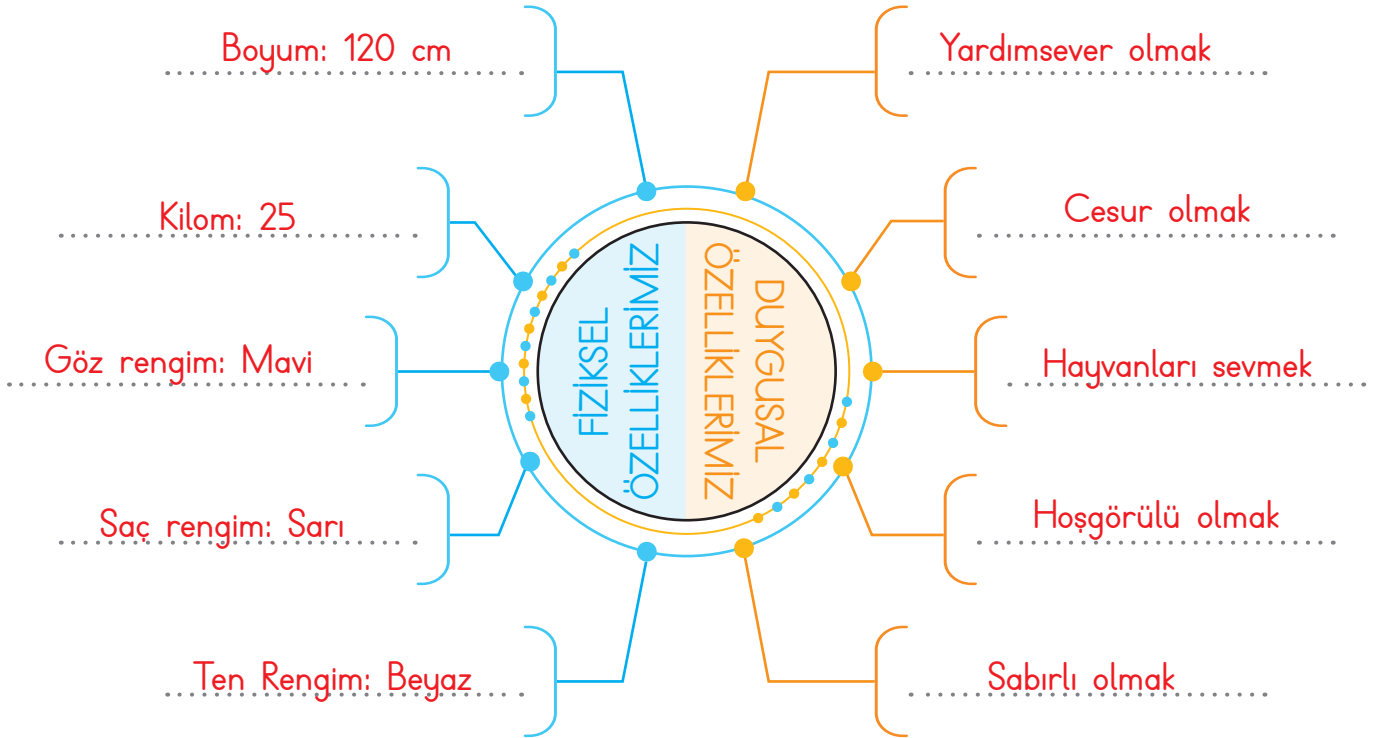 Boyum: 120 cm
Kilom: 25
Göz rengim: Mavi
Saç rengim: Sarı
Ten Rengim: Beyaz
FİZİKSEL
ÖZELLİKLERİMİZ
DUYGUSAL
ÖZELLİKLERİMİZ
Yardımsever olmak
Cesur olmak
Hayvanları sevmek
Hoşgörülü olmak
Sabırlı olmak